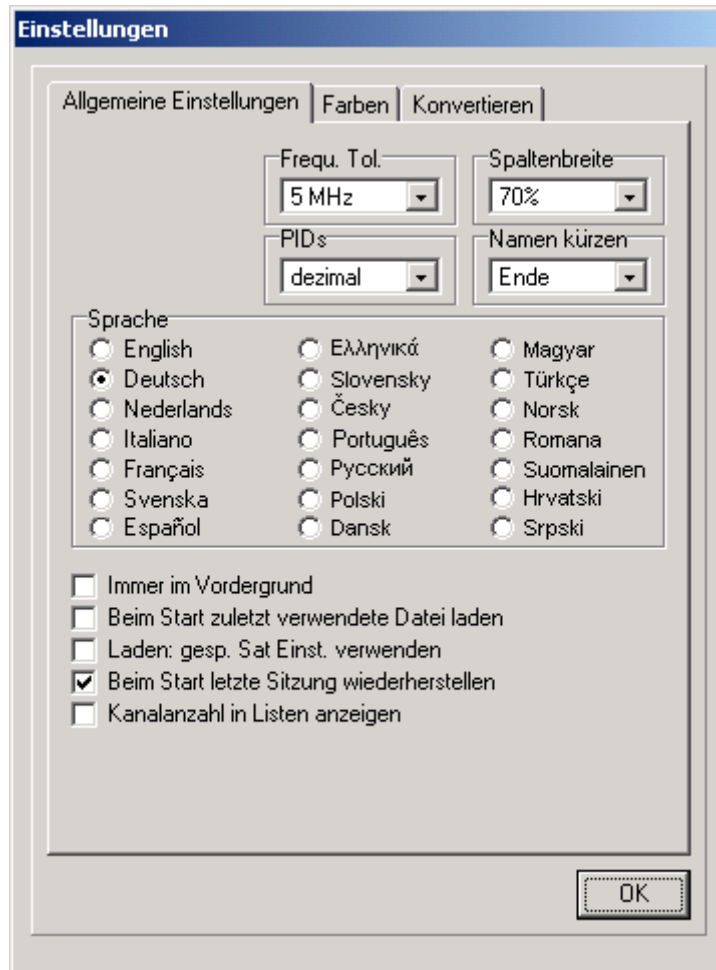 Einstellungen
Allgemeine Einstellungen Farben Konvertieren
Frequ. Tol. Spaltenbreite
5 MHz 70%
PIDs Namen kürzen
dezimal Ende
Sprache
English Ελληνικά Magyar
Deutsch Slovensky Türkçe
Nederlands Česky Norsk
Italiano Português Romana
Français Русский Suomalainen
Svenska Polski Hrvatski
Español Dansk Srpski
Immer im Vordergrund
Beim Start zuletzt verwendete Datei laden
Laden: gesp. Sat Einst. verwenden
Beim Start letzte Sitzung wiederherstellen
Kanalanzahl in Listen anzeigen
OK